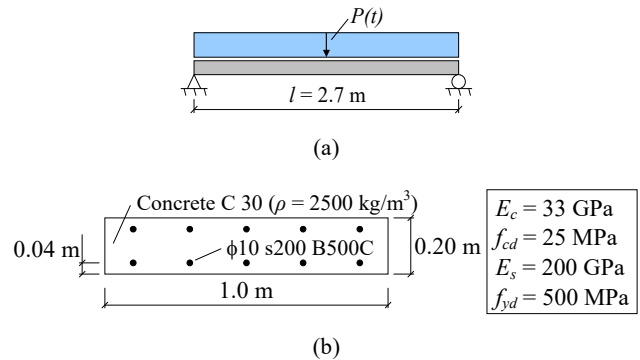 P(t)
l = 2.7 m
(a)
Concrete C 30 (ρ = 2500 kg/m³)
0.04 m
ϕ10 s200 B500C
0.20 m
1.0 m
E_c = 33 GPa
f_cd = 25 MPa
E_s = 200 GPa
f_yd = 500 MPa
(b)